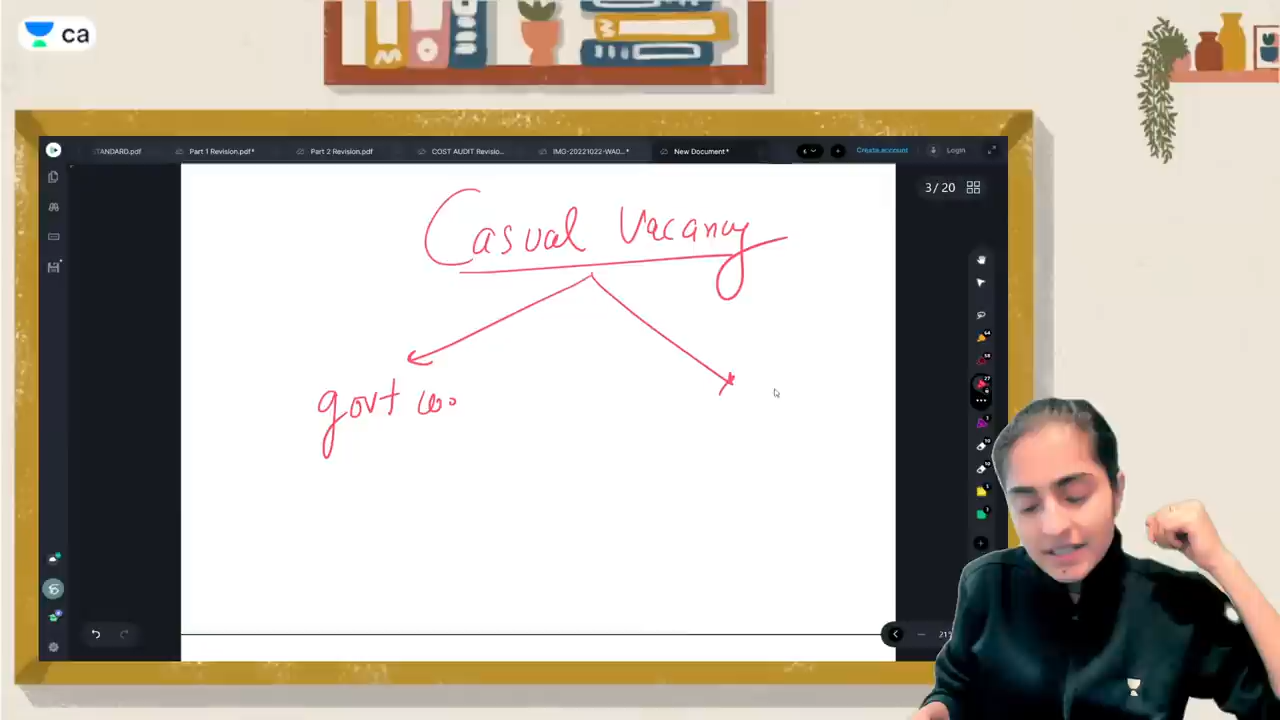 ca
STANDARD.pdf
Part 1 Revision.pdf*
Part 2 Revision.pdf
COST AUDIT Revisio...
IMG-20221022-WA0...*
New Document*
Create account
Login
3 / 20
Casual Vacancy
govt co.